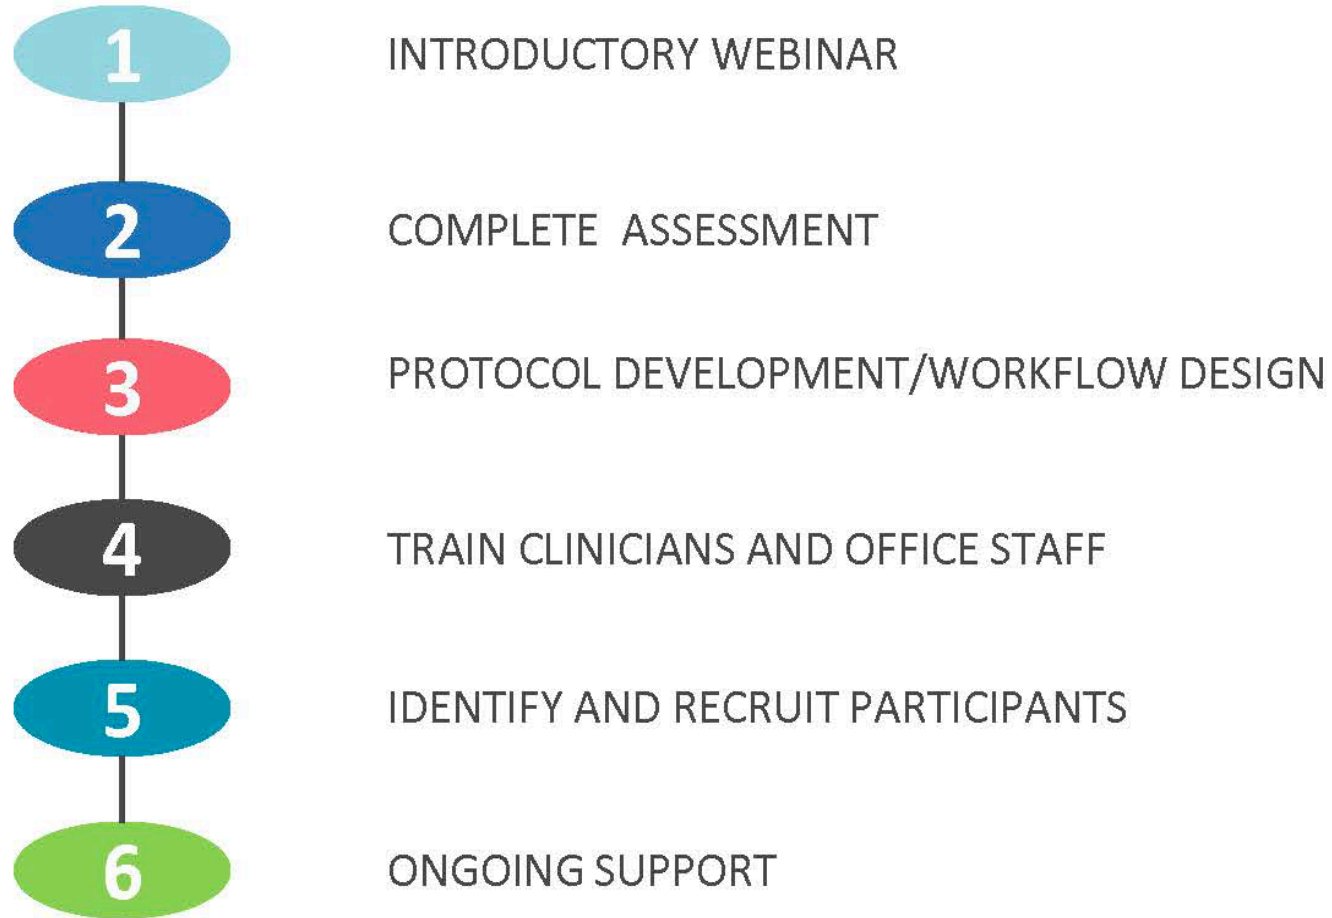 1 INTRODUCTORY WEBINAR
2 COMPLETE ASSESSMENT
3 PROTOCOL DEVELOPMENT/WORKFLOW DESIGN
4 TRAIN CLINICIANS AND OFFICE STAFF
5 IDENTIFY AND RECRUIT PARTICIPANTS
6 ONGOING SUPPORT